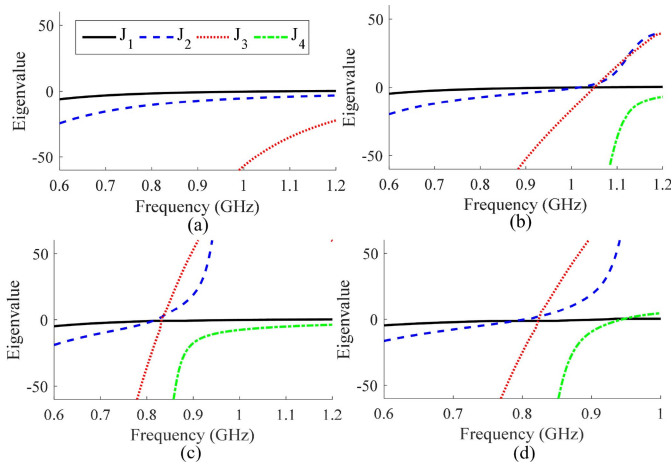 50
0
-50
Eigenvalue
J1 J2 J3 J4
0.6 0.7 0.8 0.9 1 1.1 1.2
Frequency (GHz)
(a)
50
0
-50
Eigenvalue
0.6 0.7 0.8 0.9 1 1.1 1.2
Frequency (GHz)
(b)
50
0
-50
Eigenvalue
0.6 0.7 0.8 0.9 1 1.1 1.2
Frequency (GHz)
(c)
50
0
-50
Eigenvalue
0.6 0.7 0.8 0.9 1
Frequency (GHz)
(d)